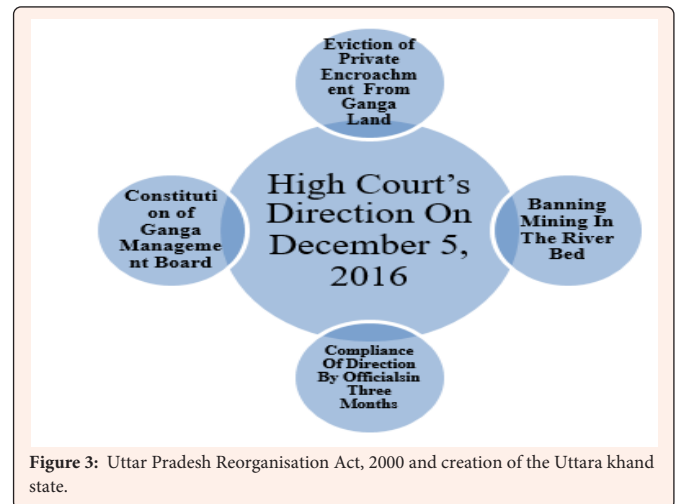 Eviction of
Private
Encroachm
ent From
Ganga
Land
Constituti
on of
Ganga
Manageme
nt Board
High Court's
Direction On
December 5,
2016
Banning
Mining In
The River
Bed
Compliance
Of Direction
By Officialsin
Three
Months
Figure 3: Uttar Pradesh Reorganisation Act, 2000 and creation of the Uttara khand
state.